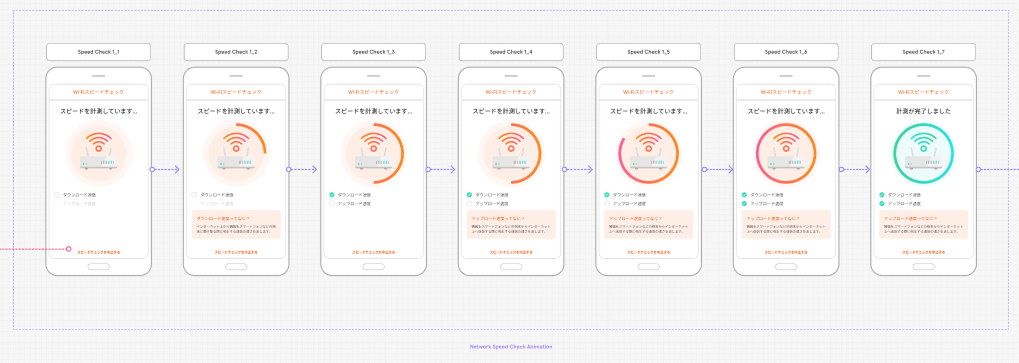 Speed Check 1_1
Speed Check 1_2
Speed Check 1_3
Speed Check 1_4
Speed Check 1_5
Speed Check 1_6
Speed Check 1_7
Wi-Fiスピードチェック
スピードを計測しています...
ダウンロード速度
アップロード速度
スピードチェックを中止する
Wi-Fiスピードチェック
スピードを計測しています...
ダウンロード速度
アップロード速度
ダウンロード速度ってなに？
スピードチェックを中止する
Wi-Fiスピードチェック
スピードを計測しています...
ダウンロード速度
アップロード速度
スピードチェックを中止する
Wi-Fiスピードチェック
スピードを計測しています...
ダウンロード速度
アップロード速度
アップロード速度ってなに？
スピードチェックを中止する
Wi-Fiスピードチェック
スピードを計測しています...
ダウンロード速度
アップロード速度
アップロード速度ってなに？
スピードチェックを中止する
Wi-Fiスピードチェック
スピードを計測しています...
ダウンロード速度
アップロード速度
アップロード速度ってなに？
スピードチェックを中止する
Wi-Fiスピードチェック
計測が完了しました
ダウンロード速度
アップロード速度
アップロード速度ってなに？
スピードチェックを中止する
Network Speed Check Animation